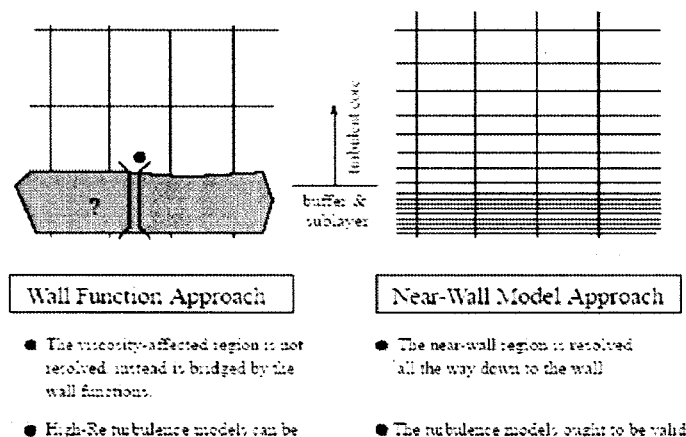 ?
turbulent core
buffer &
sublayer
Wall Function Approach
Near-Wall Model Approach
● The viscosity-affected region is not
resolved, instead is bridged by the
wall functions.
● High-Re turbulence models can be
● The near-wall region is resolved
all the way down to the wall
● The turbulence models ought to be valid